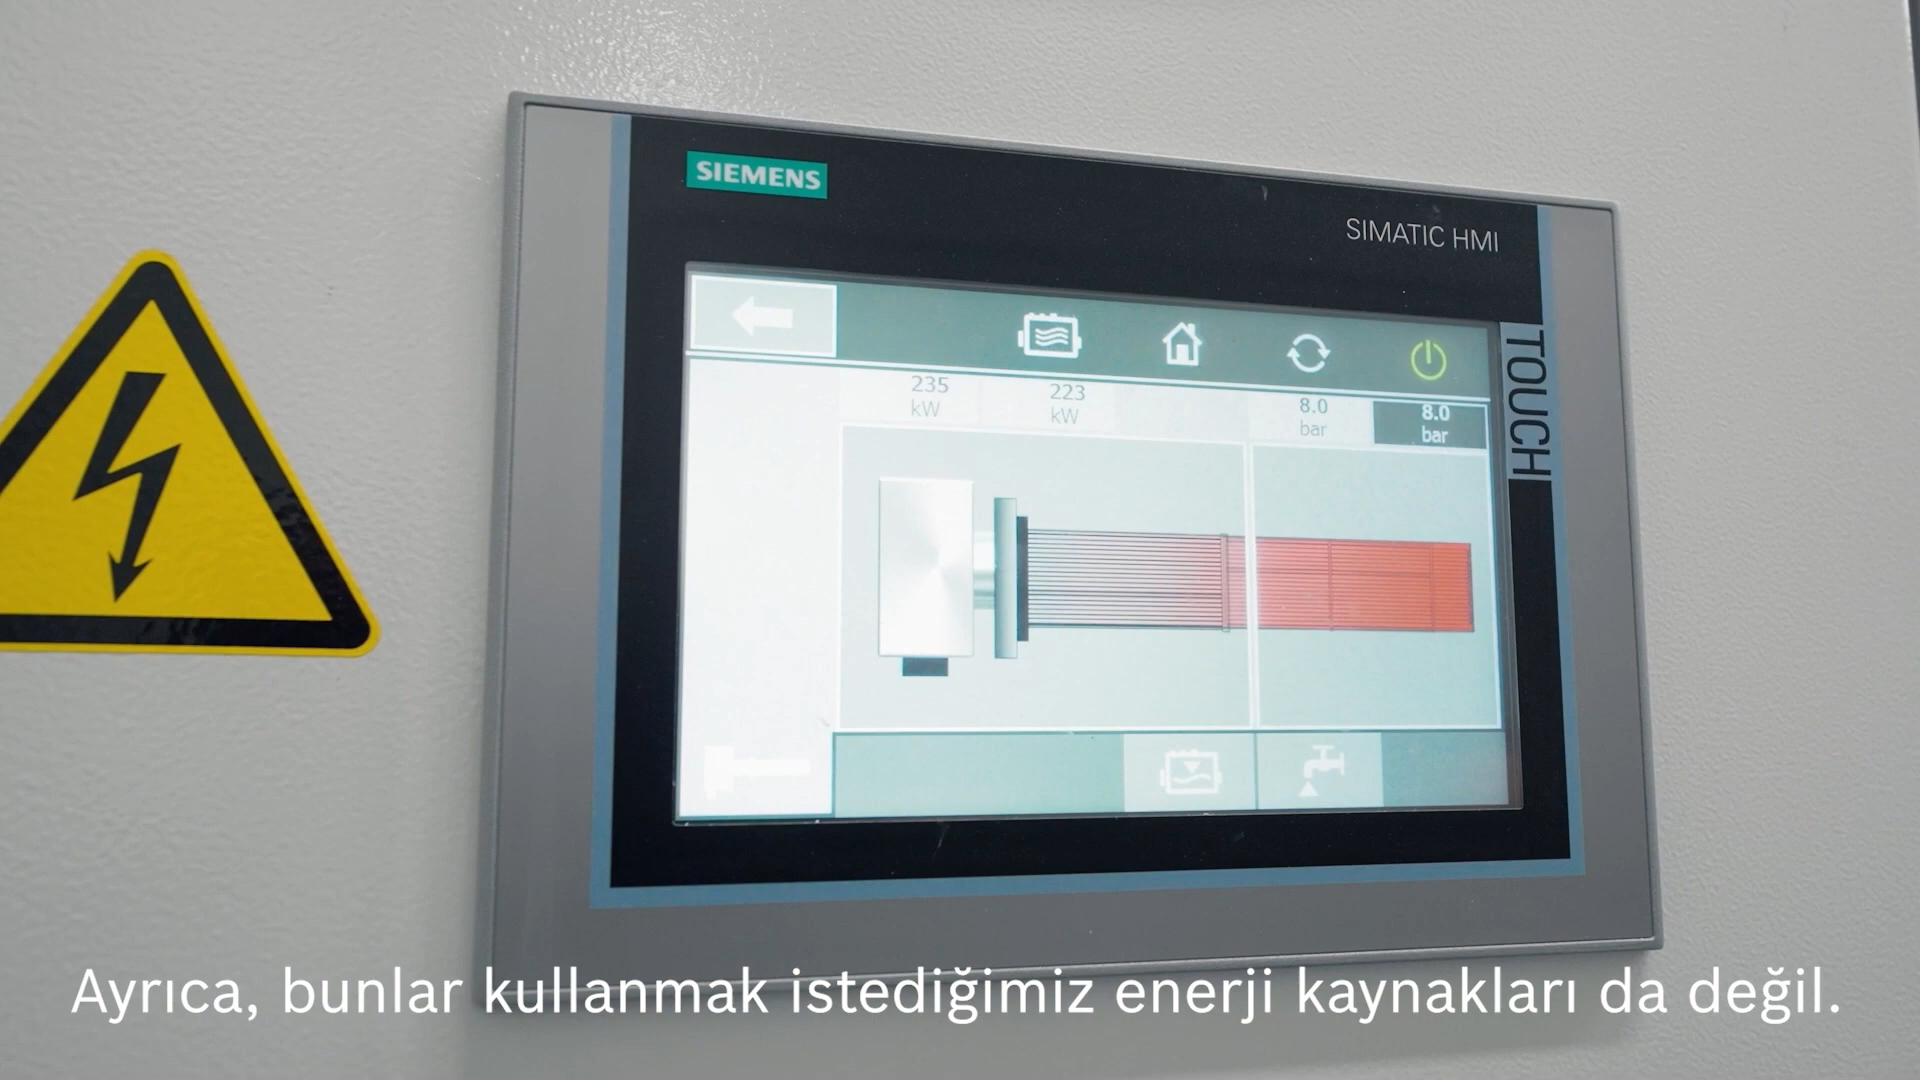 SIEMENS
SIMATIC HMI
TOUCH
235
kW
223
kW
8.0
bar
8.0
bar
Ayrıca, bunlar kullanmak istediğimiz enerji kaynakları da değil.